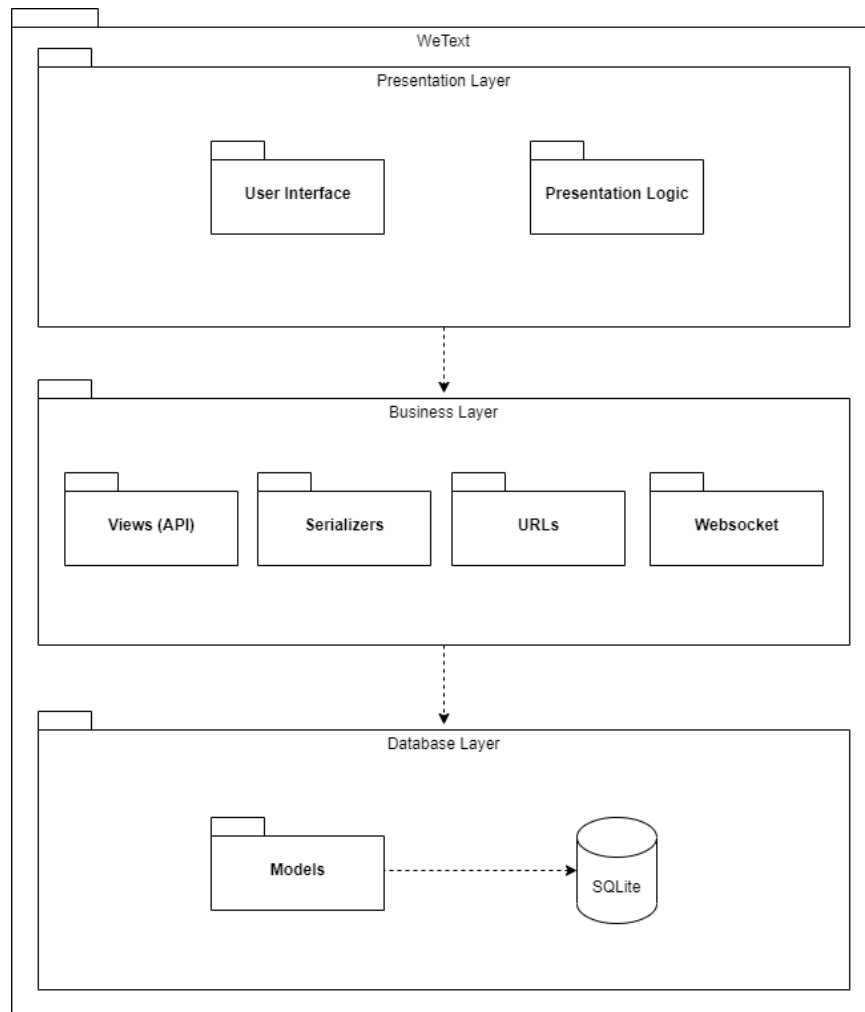 WeText
Presentation Layer
User Interface
Presentation Logic
Business Layer
Views (API)
Serializers
URLs
Websocket
Database Layer
Models
SQLite